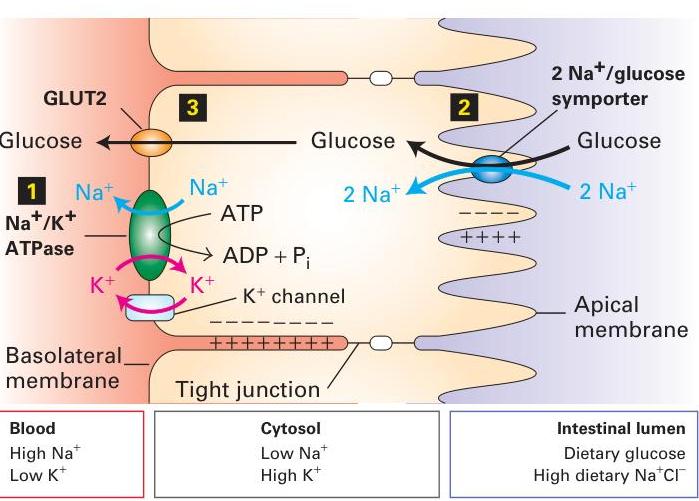 2 Na⁺/glucose
symporter
GLUT2
3
2
Glucose
Glucose
Glucose
1
Na⁺
Na⁺
2 Na⁺
2 Na⁺
Na⁺/K⁺
ATPase
ATP
– – – –
+ + + +
ADP + Pᵢ
K⁺
K⁺
K⁺ channel
Apical
membrane
– – – – – – – –
+ + + + + + + +
Basolateral
membrane
Tight junction
Blood
High Na⁺
Low K⁺
Cytosol
Low Na⁺
High K⁺
Intestinal lumen
Dietary glucose
High dietary Na⁺Cl⁻